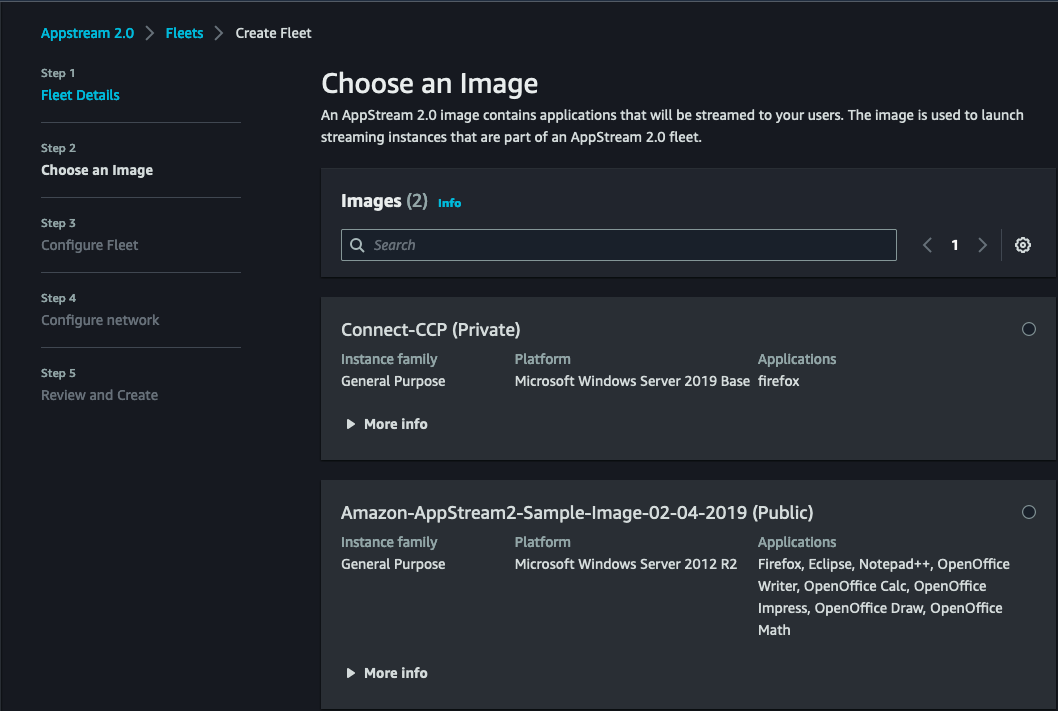 Appstream 2.0 > Fleets > Create Fleet
Step 1
Fleet Details
Step 2
Choose an Image
Step 3
Configure Fleet
Step 4
Configure network
Step 5
Review and Create
Choose an Image
An AppStream 2.0 image contains applications that will be streamed to your users. The image is used to launch
streaming instances that are part of an AppStream 2.0 fleet.
Images (2) Info
Search
1
Connect-CCP (Private)
Instance family Platform Applications
General Purpose Microsoft Windows Server 2019 Base firefox
More info
Amazon-AppStream2-Sample-Image-02-04-2019 (Public)
Instance family Platform Applications
General Purpose Microsoft Windows Server 2012 R2 Firefox, Eclipse, Notepad++, OpenOffice
Writer, OpenOffice Calc, OpenOffice
Impress, OpenOffice Draw, OpenOffice
Math
More info